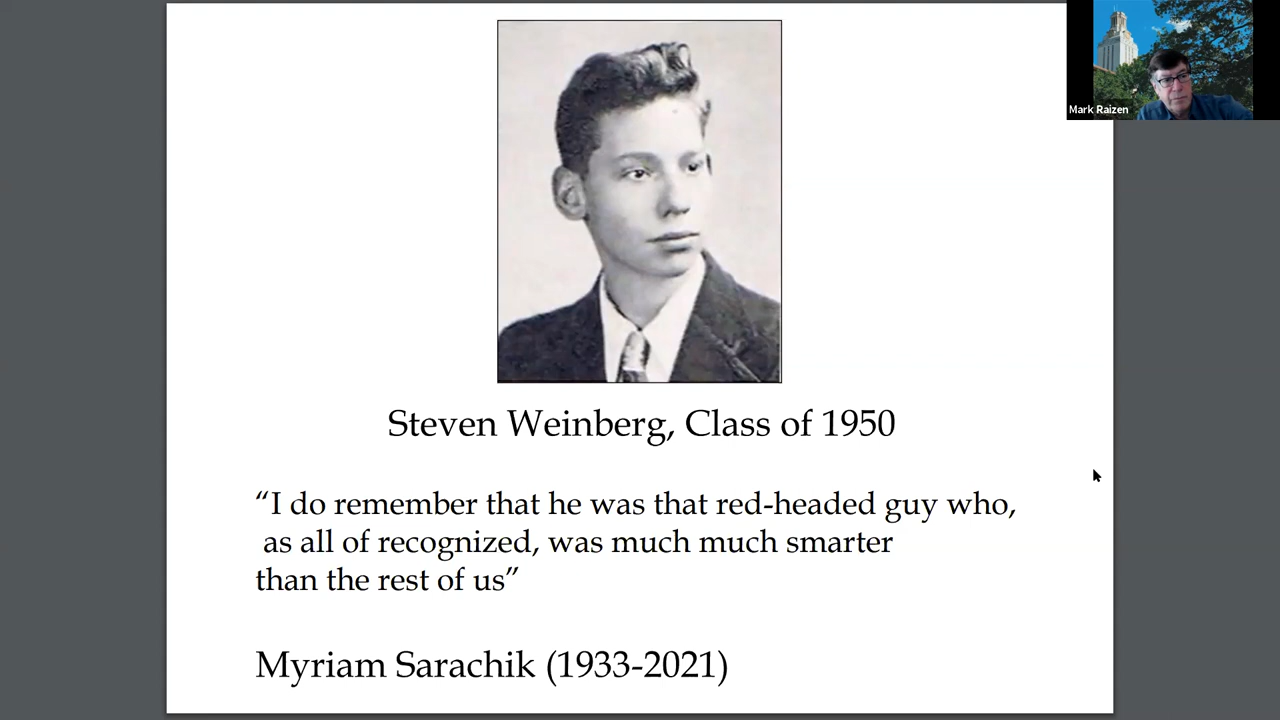 Mark Raizen
Steven Weinberg, Class of 1950
“I do remember that he was that red-headed guy who,
as all of recognized, was much much smarter
than the rest of us”
Myriam Sarachik (1933-2021)